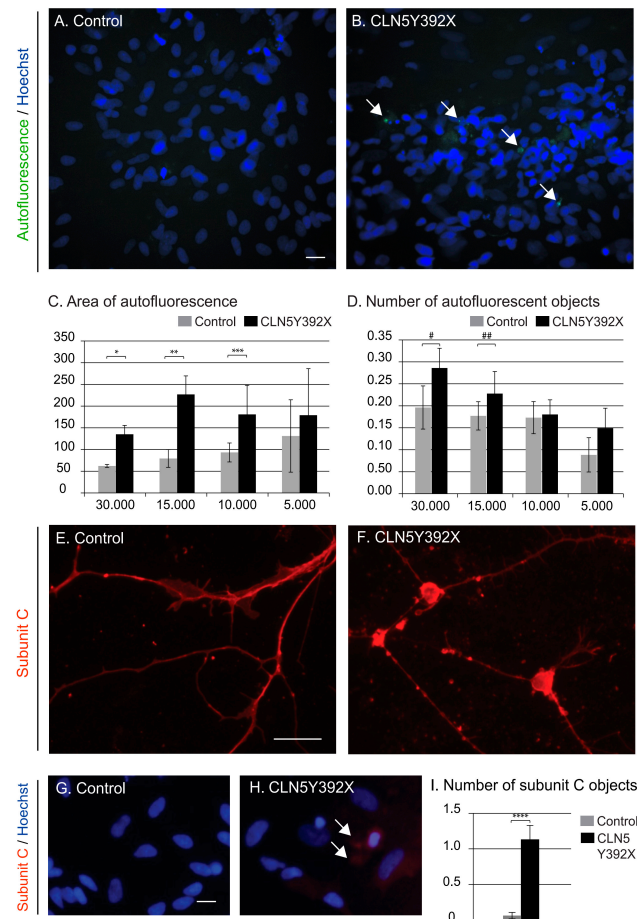 A. Control
B. CLN5Y392X
Autofluorescence / Hoechst
C. Area of autofluorescence
Control CLN5Y392X
350
350
250
200
150
100
50
0
*
**
***
30.000 15.000 10.000 5.000
D. Number of autofluorescent objects
Control CLN5Y392X
0.35
0.30
0.25
0.20
0.15
0.10
0.05
0.00
#
##
30.000 15.000 10.000 5.000
E. Control
F. CLN5Y392X
Subunit C
G. Control
H. CLN5Y392X
Subunit C / Hoechst
I. Number of subunit C objects
1.5
1.0
0.5
0
****
Control
CLN5
Y392X